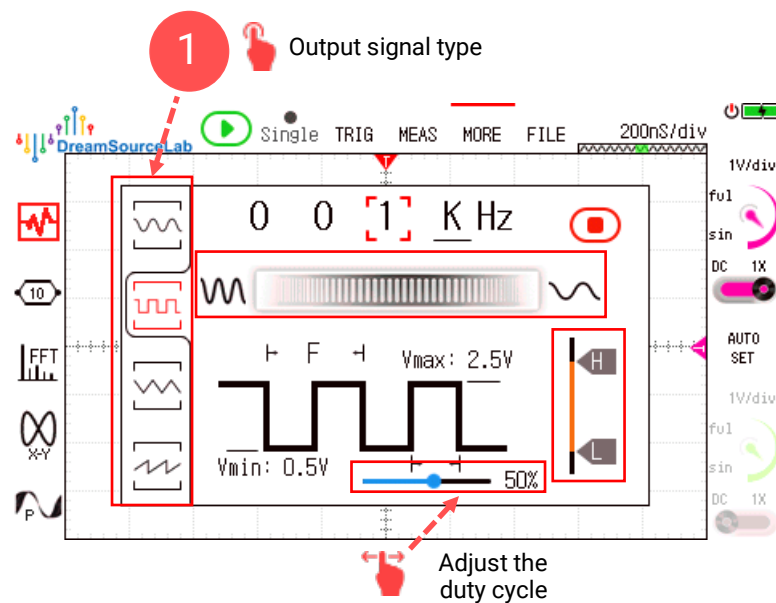 1
Output signal type
DreamSourceLab
Single TRIG MEAS MORE FILE
200nS/div
T
1V/div
ful
sin
DC 1X
AUTO
SET
1V/div
ful
sin
DC 1X
10
FFT
X-Y
P
0 0 1 K Hz
F
Vmax: 2.5V
Vmin: 0.5V
50%
H
L
Adjust the
duty cycle